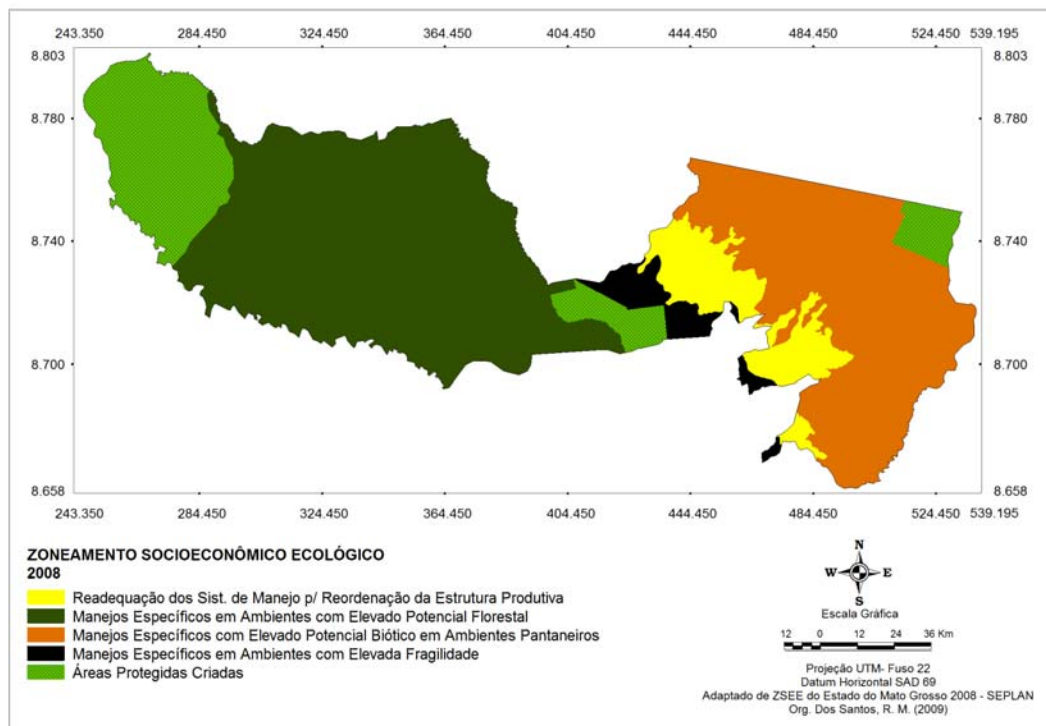 243.350 284.450 324.450 364.450 404.450 444.450 484.450 524.450 539.195
8.803 8.803
8.780 8.780
8.740 8.740
8.700 8.700
8.658 8.658
243.350 284.450 324.450 364.450 404.450 444.450 484.450 524.450 539.195
ZONEAMENTO SOCIOECONÔMICO ECOLÓGICO
2008
Readequação dos Sist. de Manejo p/ Reordenação da Estrutura Produtiva
Manejos Específicos em Ambientes com Elevado Potencial Florestal
Manejos Específicos com Elevado Potencial Biótico em Ambientes Pantaneiros
Manejos Específicos em Ambientes com Elevada Fragilidade
Áreas Protegidas Criadas
N
W E
S
Escala Gráfica
12 0 12 24 36 Km
Projeção UTM- Fuso 22
Datum Horizontal SAD 69
Adaptado de ZSEE do Estado do Mato Grosso 2008 - SEPLAN
Org. Dos Santos, R. M. (2009)